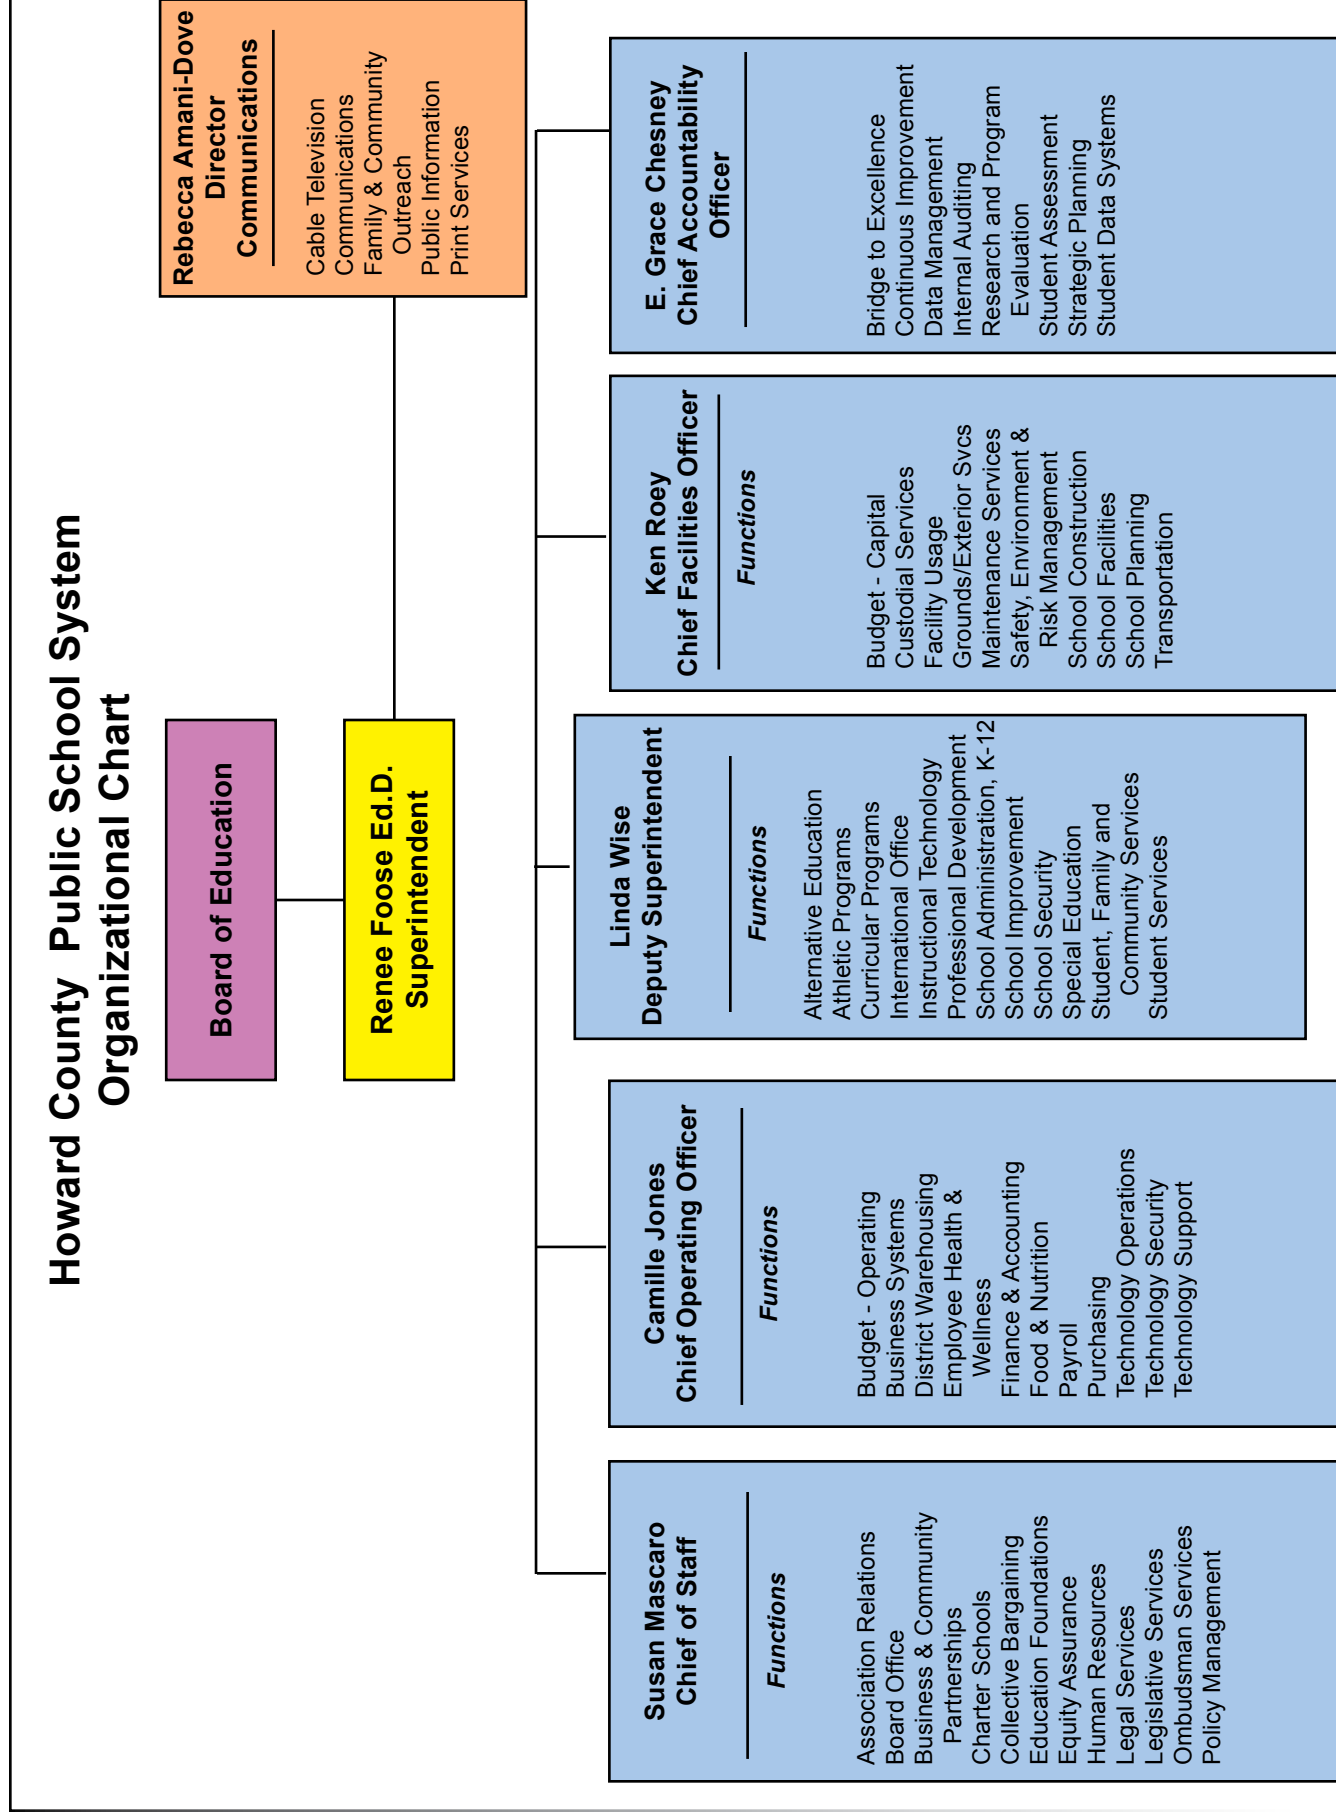 Howard County Public School System
Organizational Chart
Board of Education
Renee Foose Ed.D.
Superintendent
Rebecca Amani-Dove
Director
Communications
Cable Television
Communications
Family & Community
Outreach
Public Information
Print Services
Susan Mascaro
Chief of Staff
Functions
Association Relations
Board Office
Business & Community
Partnerships
Charter Schools
Collective Bargaining
Education Foundations
Equity Assurance
Human Resources
Legal Services
Legislative Services
Ombudsman Services
Policy Management
Camille Jones
Chief Operating Officer
Functions
Budget - Operating
Business Systems
District Warehousing
Employee Health &
Wellness
Finance & Accounting
Food & Nutrition
Payroll
Purchasing
Technology Operations
Technology Security
Technology Support
Linda Wise
Deputy Superintendent
Functions
Alternative Education
Athletic Programs
Curricular Programs
International Office
Instructional Technology
Professional Development
School Administration, K-12
School Improvement
School Security
Special Education
Student, Family and
Community Services
Student Services
Ken Roey
Chief Facilities Officer
Functions
Budget - Capital
Custodial Services
Facility Usage
Grounds/Exterior Svcs
Maintenance Services
Safety, Environment &
Risk Management
School Construction
School Facilities
School Planning
Transportation
E. Grace Chesney
Chief Accountability
Officer
Bridge to Excellence
Continuous Improvement
Data Management
Internal Auditing
Research and Program
Evaluation
Student Assessment
Strategic Planning
Student Data Systems